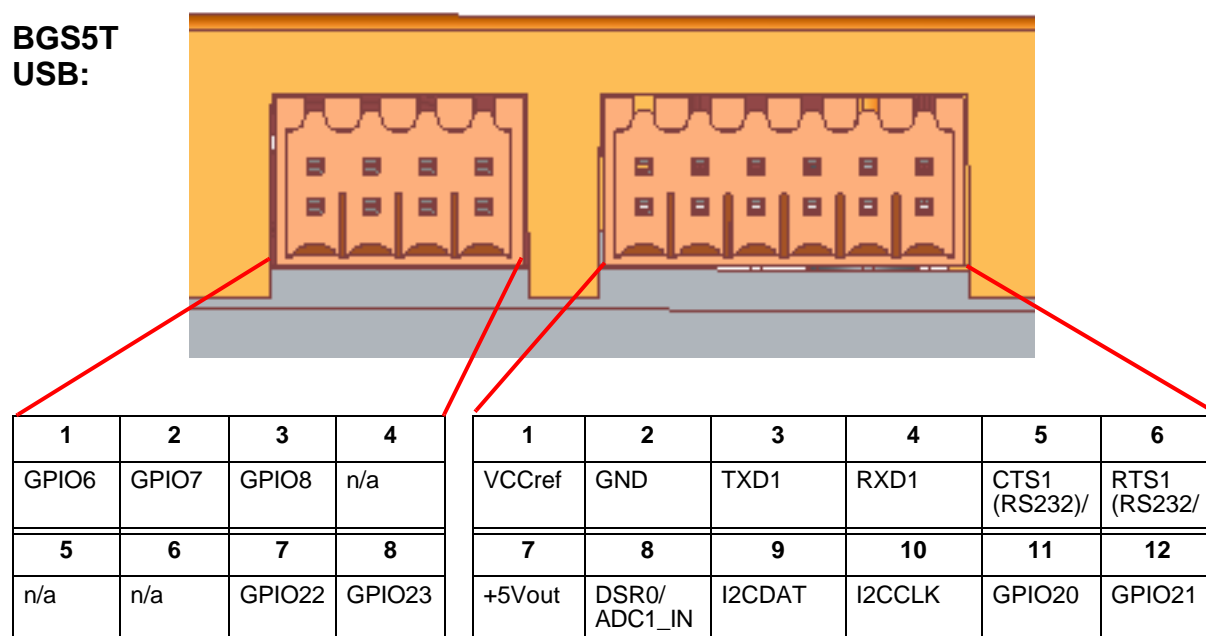 BGS5T
USB:
1 2 3 4
GPIO6 GPIO7 GPIO8 n/a
5 6 7 8
n/a n/a GPIO22 GPIO23
1 2 3 4 5 6
VCCref GND TXD1 RXD1 CTS1 RTS1
(RS232)/ (RS232/
7 8 9 10 11 12
+5Vout DSR0/ I2CDAT I2CCLK GPIO20 GPIO21
ADC1_IN